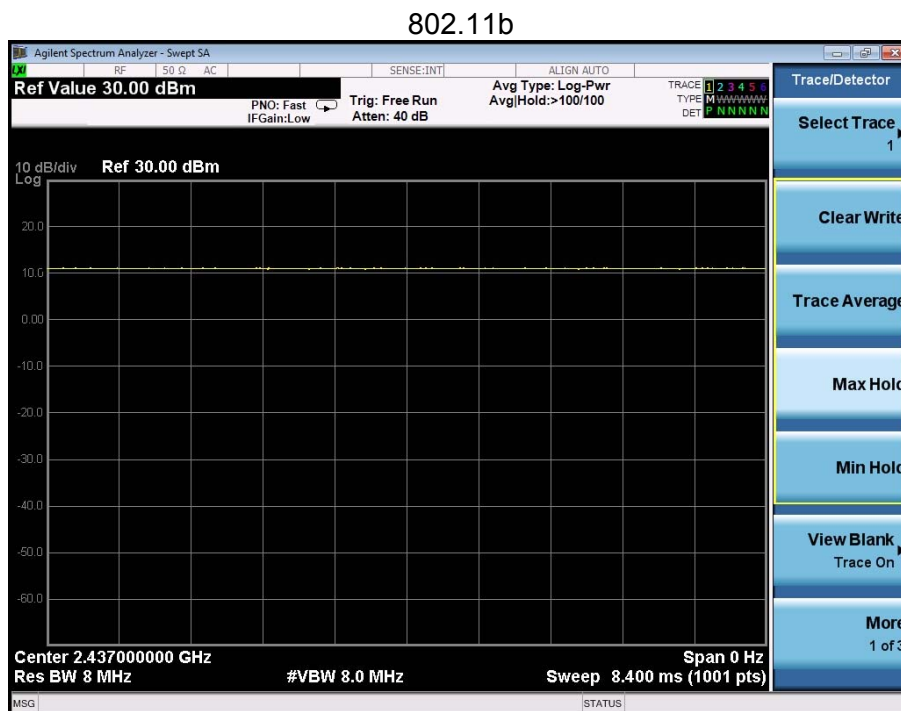 802.11b
Agilent Spectrum Analyzer - Swept SA
LXI RF 50 Ω AC SENSE:INT ALIGN AUTO
Ref Value 30.00 dBm
PNO: Fast
IFGain:Low
Trig: Free Run
Atten: 40 dB
Avg Type: Log-Pwr
Avg|Hold:>100/100
TRACE 1 2 3 4 5 6
TYPE M W W W W W
DET P N N N N N
10 dB/div Ref 30.00 dBm
Log
20.0
10.0
0.00
-10.0
-20.0
-30.0
-40.0
-50.0
-60.0
Center 2.437000000 GHz Span 0 Hz
Res BW 8 MHz #VBW 8.0 MHz Sweep 8.400 ms (1001 pts)
MSG STATUS
Trace/Detector
Select Trace
1
Clear Write
Trace Average
Max Hold
Min Hold
View Blank
Trace On
More
1 of 3